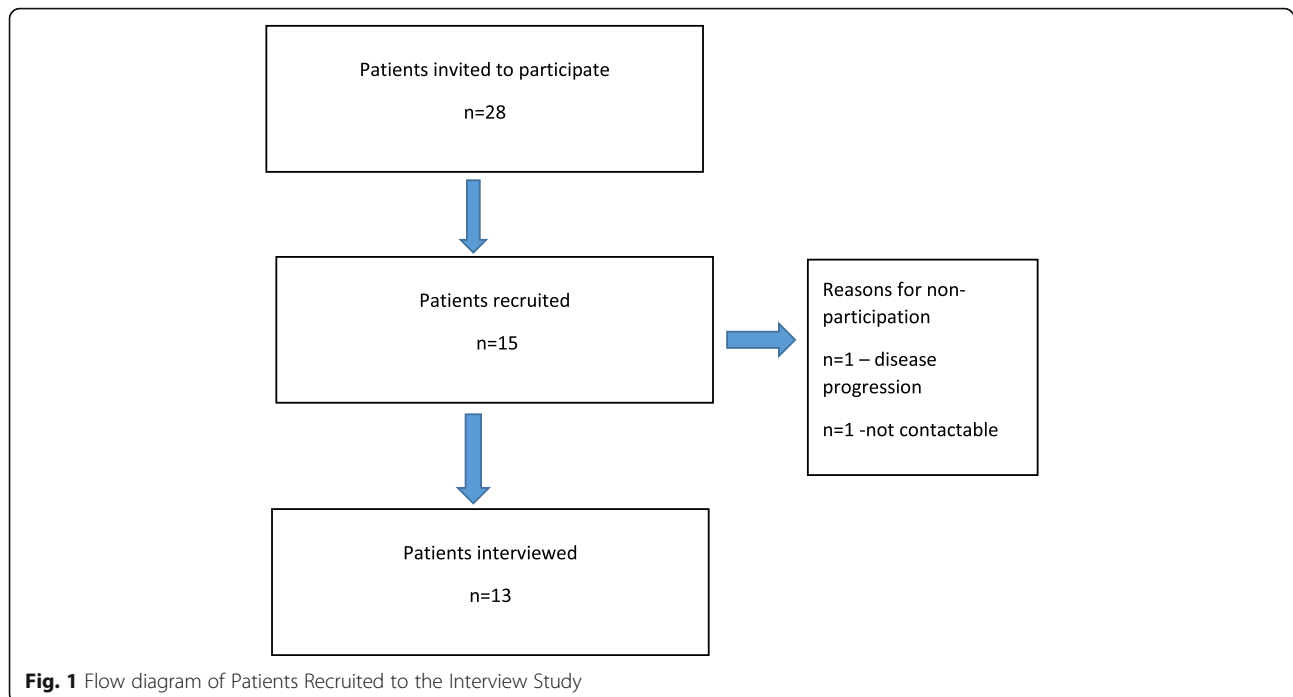 Patients invited to participate
n=28
Patients recruited
n=15
Reasons for non-
participation
n=1 – disease
progression
n=1 -not contactable
Patients interviewed
n=13
Fig. 1 Flow diagram of Patients Recruited to the Interview Study